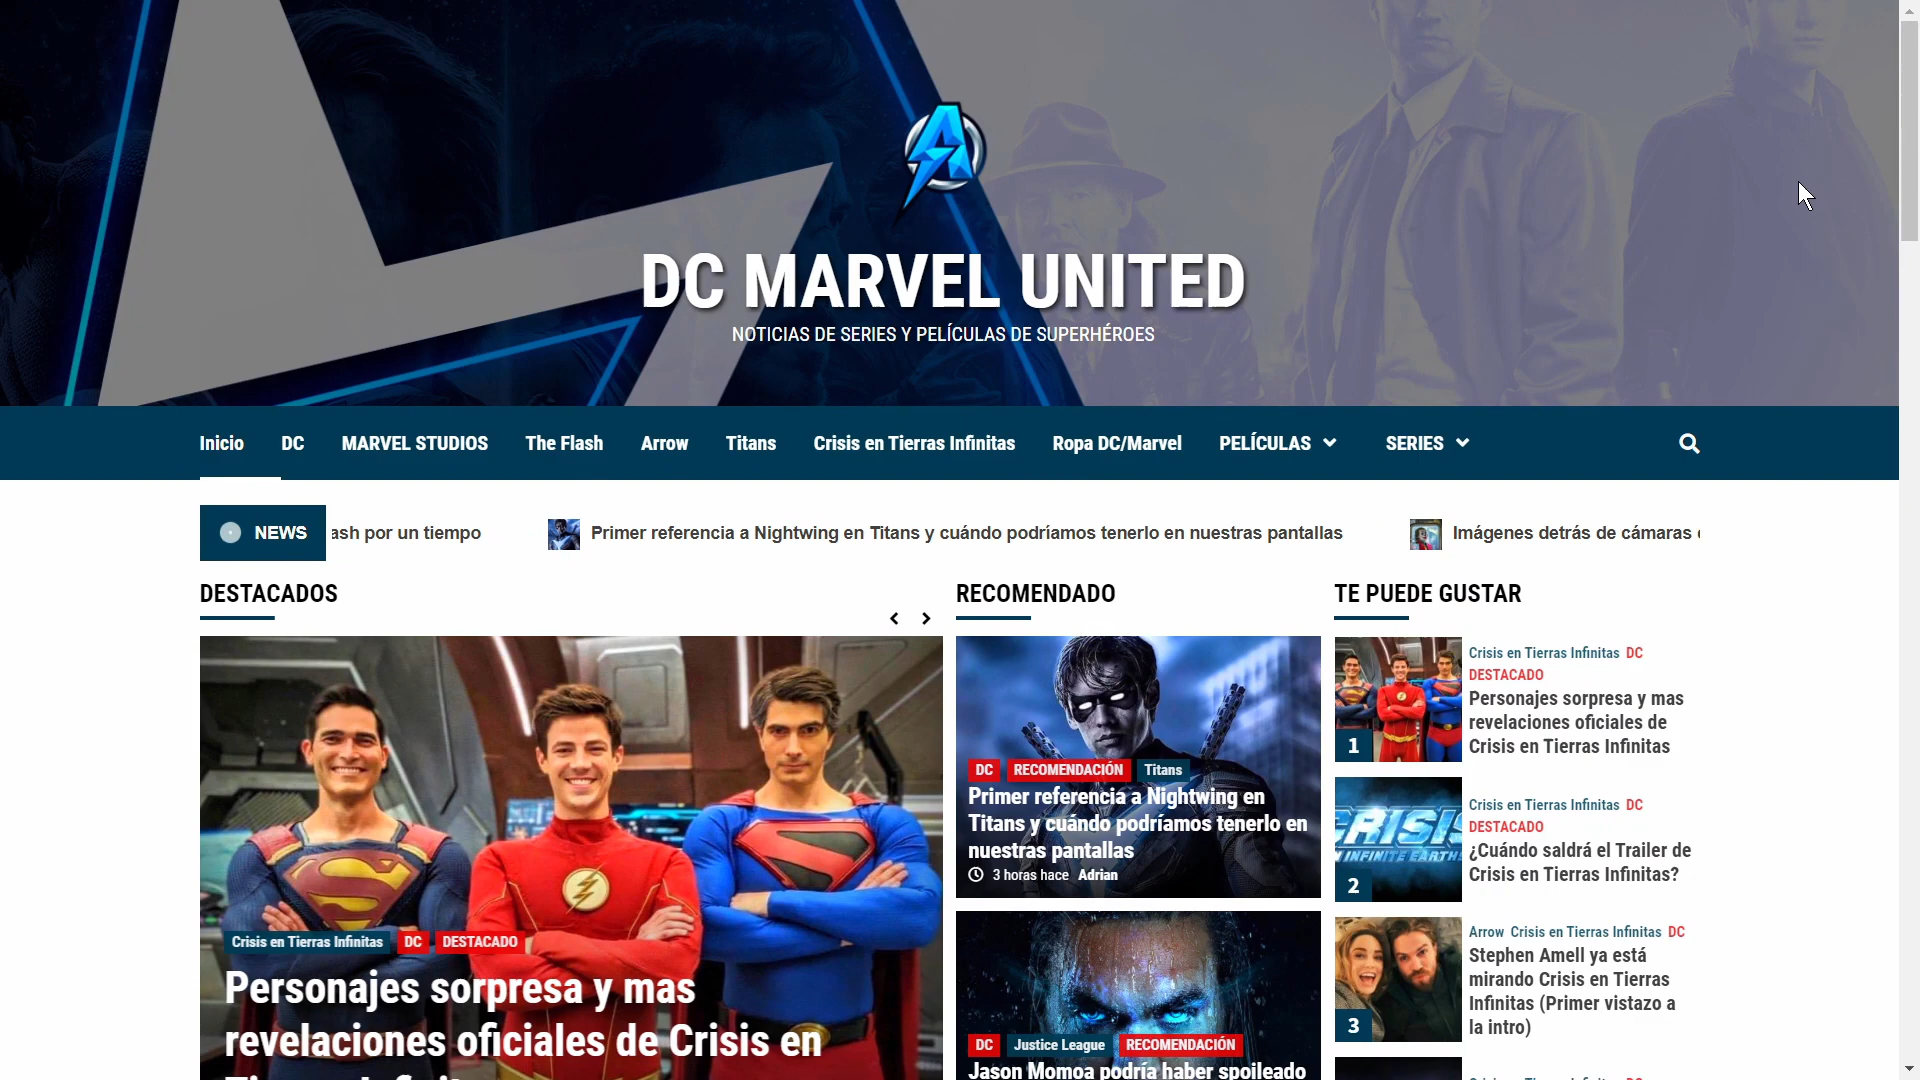 DC MARVEL UNITED
NOTICIAS DE SERIES Y PELÍCULAS DE SUPERHÉROES
Inicio DC MARVEL STUDIOS The Flash Arrow Titans Crisis en Tierras Infinitas Ropa DC/Marvel PELÍCULAS SERIES
NEWS ash por un tiempo Primer referencia a Nightwing en Titans y cuándo podríamos tenerlo en nuestras pantallas Imágenes detrás de cámaras
DESTACADOS
Crisis en Tierras Infinitas DC DESTACADO
Personajes sorpresa y mas
revelaciones oficiales de Crisis en
RECOMENDADO
DC RECOMENDACIÓN Titans
Primer referencia a Nightwing en
Titans y cuándo podríamos tenerlo en
nuestras pantallas
3 horas hace Adrian
DC Justice League RECOMENDACIÓN
Jason Momoa podría haber spoileado
TE PUEDE GUSTAR
1
Crisis en Tierras Infinitas DC
DESTACADO
Personajes sorpresa y mas
revelaciones oficiales de
Crisis en Tierras Infinitas
CRISIS
N INFINITE EARTH
2
Crisis en Tierras Infinitas DC
DESTACADO
¿Cuándo saldrá el Trailer de
Crisis en Tierras Infinitas?
3
Arrow Crisis en Tierras Infinitas DC
Stephen Amell ya está
mirando Crisis en Tierras
Infinitas (Primer vistazo a
la intro)